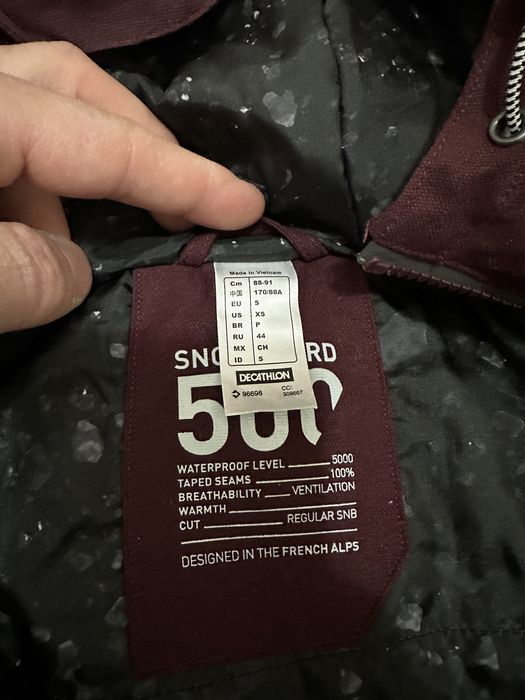 Made in Vietnam
Cm 88-91
中国 170/88A
EU S
US XS
BR P
RU 44
MX CH
ID S
DECATHLON
96698 CC: 308667
SNO RD
500
WATERPROOF LEVEL 5000
TAPED SEAMS 100%
BREATHABILITY VENTILATION
WARMTH
CUT REGULAR SNB
DESIGNED IN THE FRENCH ALPS